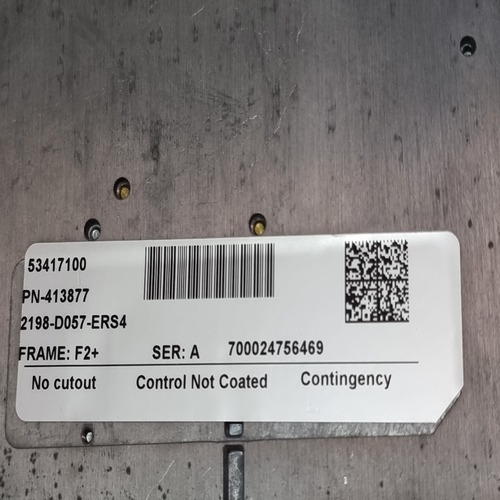 53417100
PN-413877
2198-D057-ERS4
FRAME: F2+ SER: A 700024756469
No cutout Control Not Coated Contingency